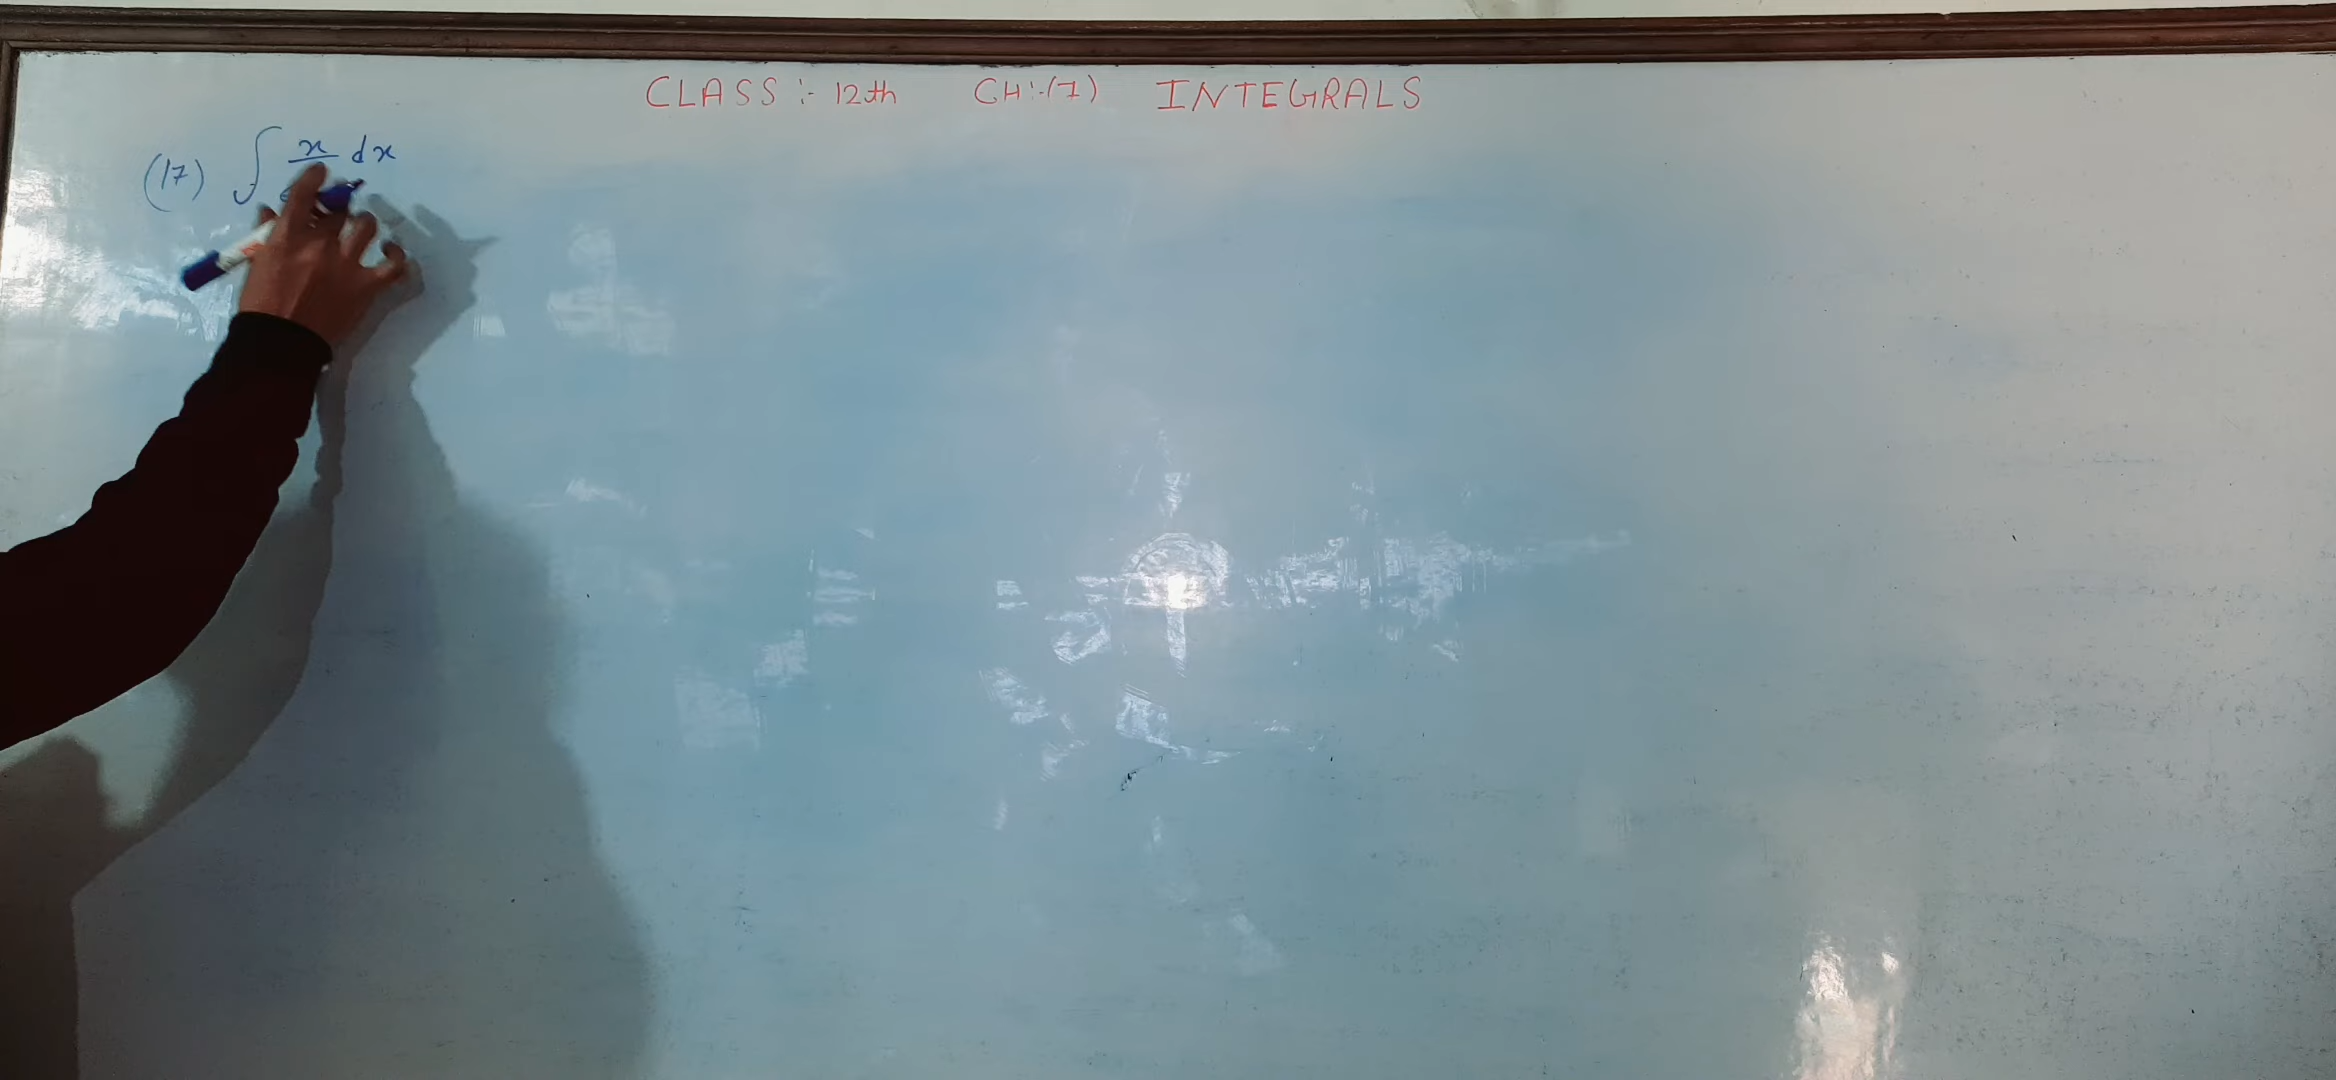 CLASS :- 12th CH:-(7) INTEGRALS
(17) ∫ x/e dx